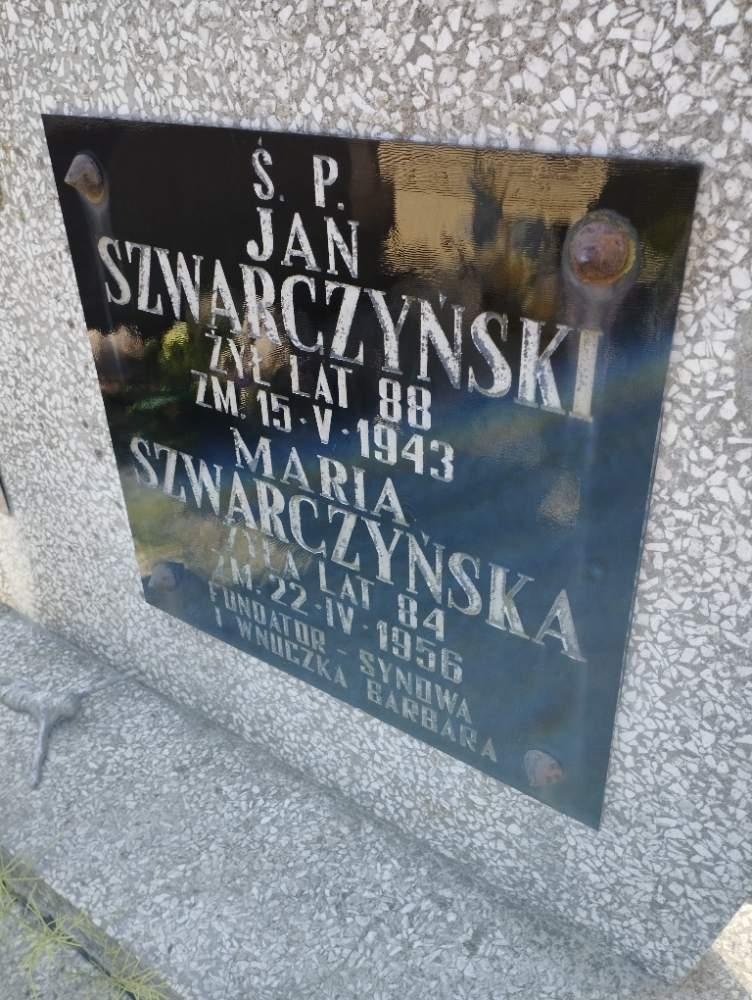 Ś. P.
JAN
SZWARCZYŃSKI
ŻYŁ LAT 88
ZM. 15·V·1943
MARIA
SZWARCZYŃSKA
ŻYŁA LAT 84
ZM. 22·IV·1956
FUNDATOR - SYNOWA
I WNUCZKA BARBARA